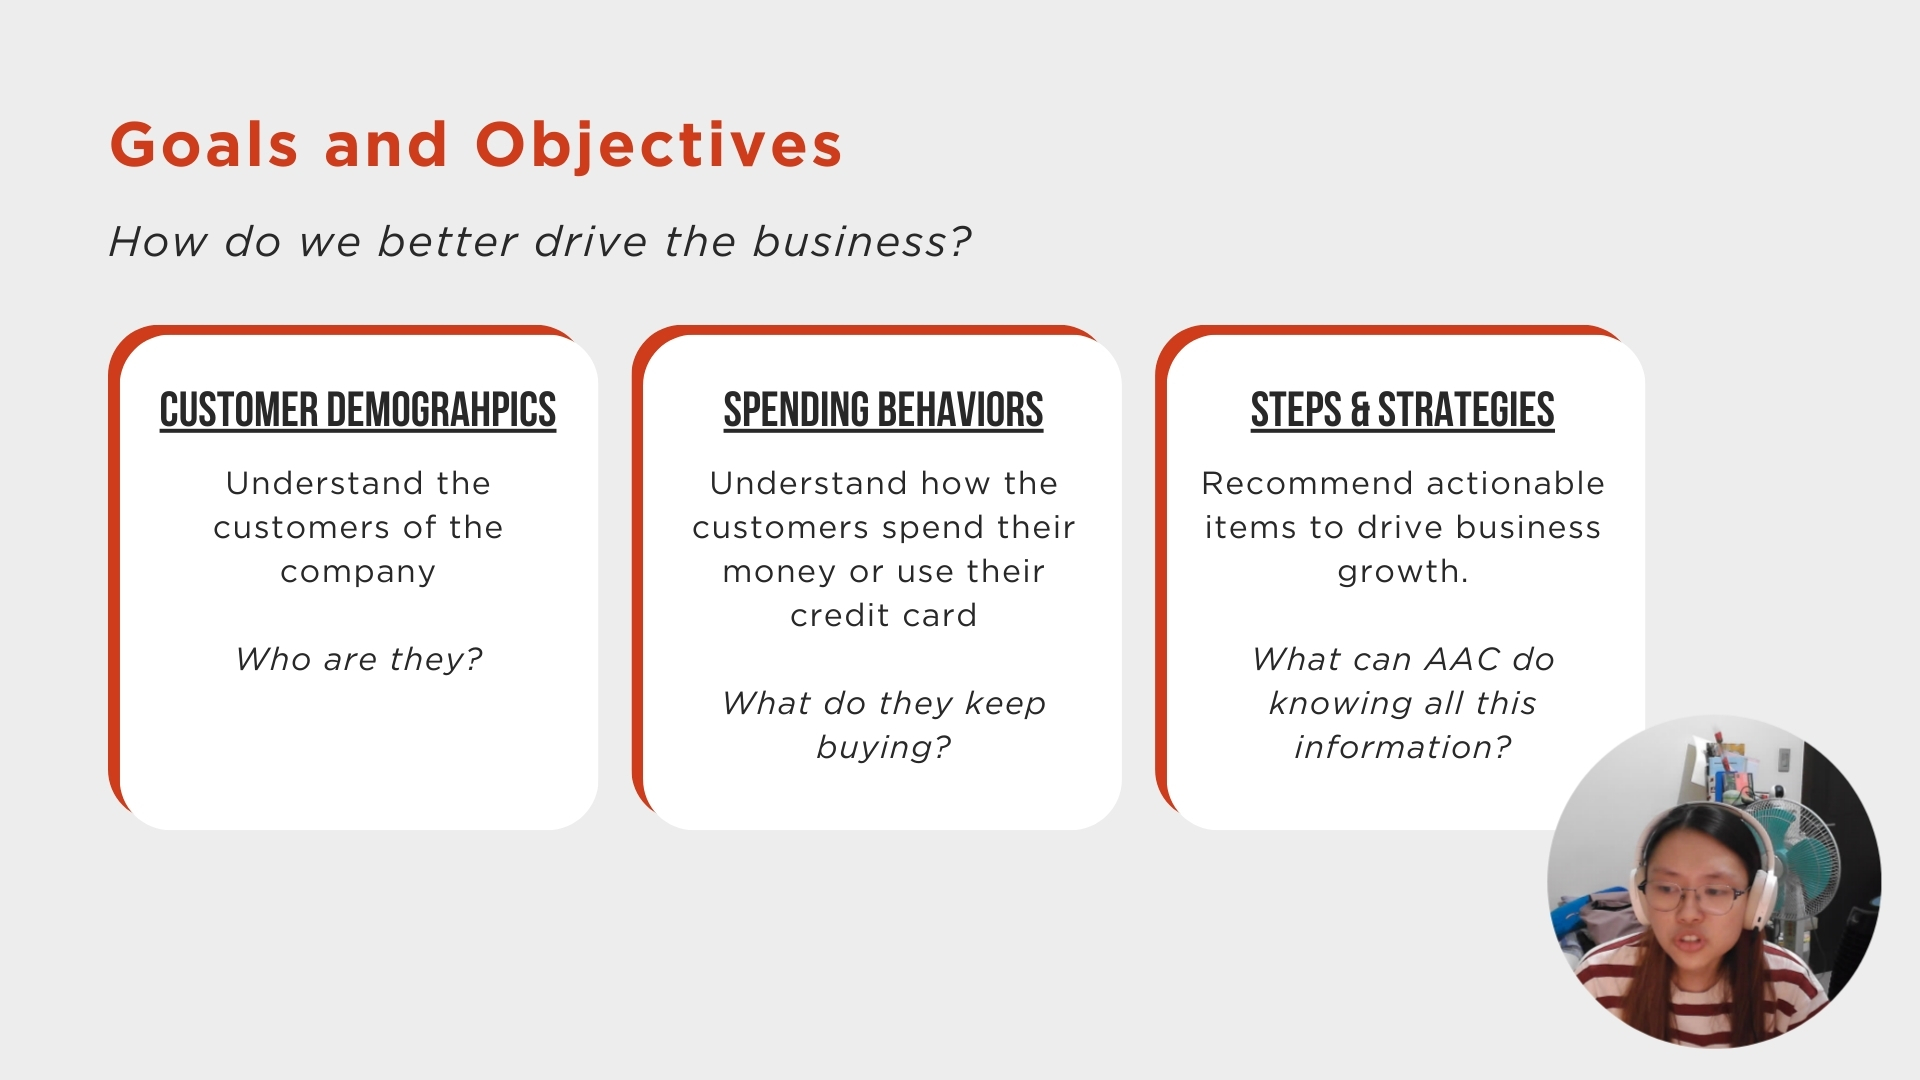 Goals and Objectives
How do we better drive the business?
CUSTOMER DEMOGRAHPICS
Understand the
customers of the
company
Who are they?
SPENDING BEHAVIORS
Understand how the
customers spend their
money or use their
credit card
What do they keep
buying?
STEPS & STRATEGIES
Recommend actionable
items to drive business
growth.
What can AAC do
knowing all this
information?